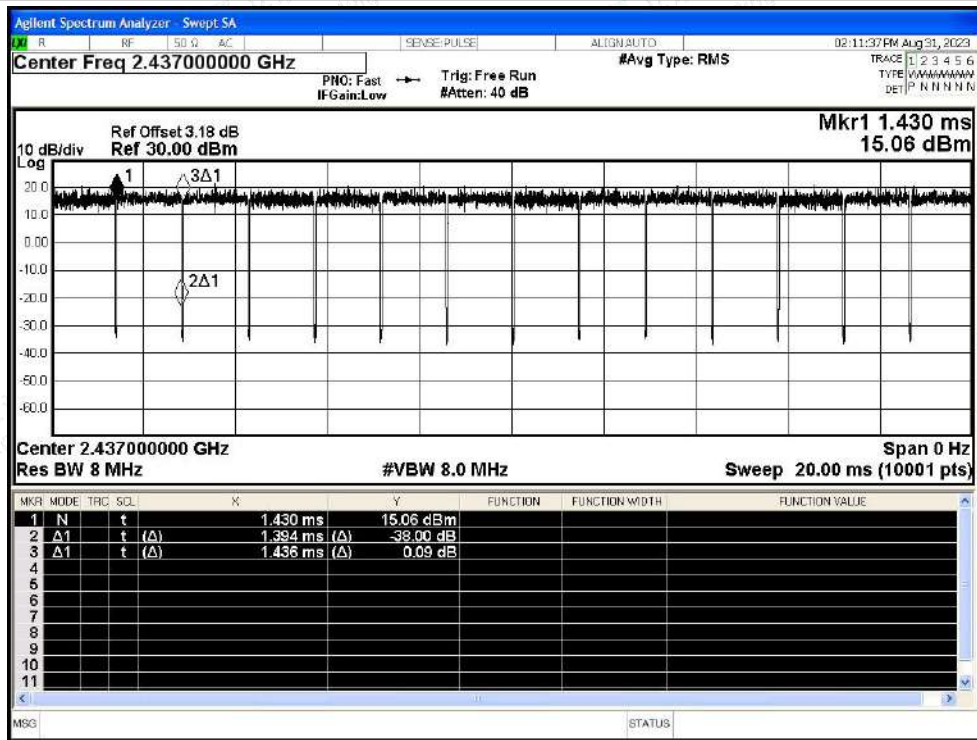 Agilent Spectrum Analyzer - Swept SA
LXI R RF 50 Ω AC SENSE:PULSE ALIGN AUTO 02:11:37 PM Aug 31, 2023
Center Freq 2.437000000 GHz #Avg Type: RMS TRACE 1 2 3 4 5 6
PNO: Fast Trig: Free Run TYPE
IFGain:Low #Atten: 40 dB DET P N N N N N
Mkr1 1.430 ms
Ref Offset 3.18 dB
10 dB/div Ref 30.00 dBm 15.06 dBm
Log
1 3Δ1
20.0
10.0
0.00
-10.0
2Δ1
-20.0
-30.0
-40.0
-50.0
-60.0
Center 2.437000000 GHz Span 0 Hz
Res BW 8 MHz #VBW 8.0 MHz Sweep 20.00 ms (10001 pts)
MKR MODE TRC SCL X Y FUNCTION FUNCTION WIDTH FUNCTION VALUE
1 N t 1.430 ms 15.06 dBm
2 Δ1 t (Δ) 1.394 ms (Δ) -38.00 dB
3 Δ1 t (Δ) 1.436 ms (Δ) 0.09 dB
4
5
6
7
8
9
10
11
MSG STATUS